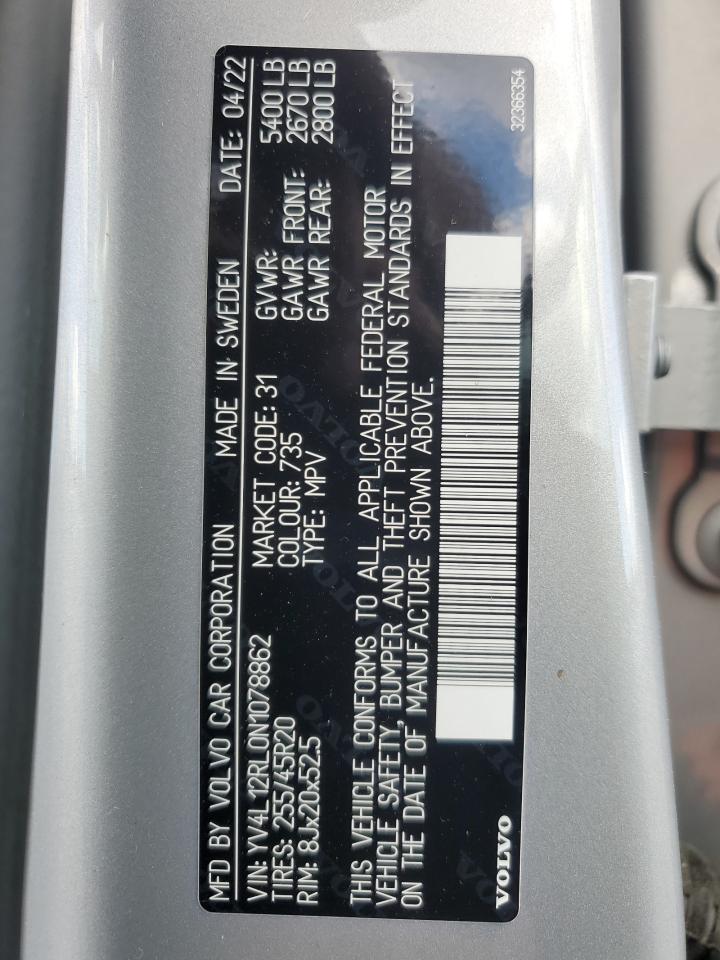 MFD BY VOLVO CAR CORPORATION MADE IN SWEDEN DATE: 04/22
VIN: YV4L12RL0N1078862 MARKET CODE: 31 GVWR: 5400 LB
TIRES: 255/45R20 COLOUR: 735 GAWR FRONT: 2670 LB
RIM: 8Jx20x52.5 TYPE: MPV GAWR REAR: 2800 LB
THIS VEHICLE CONFORMS TO ALL APPLICABLE FEDERAL MOTOR
VEHICLE SAFETY, BUMPER AND THEFT PREVENTION STANDARDS IN EFFECT
ON THE DATE OF MANUFACTURE SHOWN ABOVE.
VOLVO
32366354